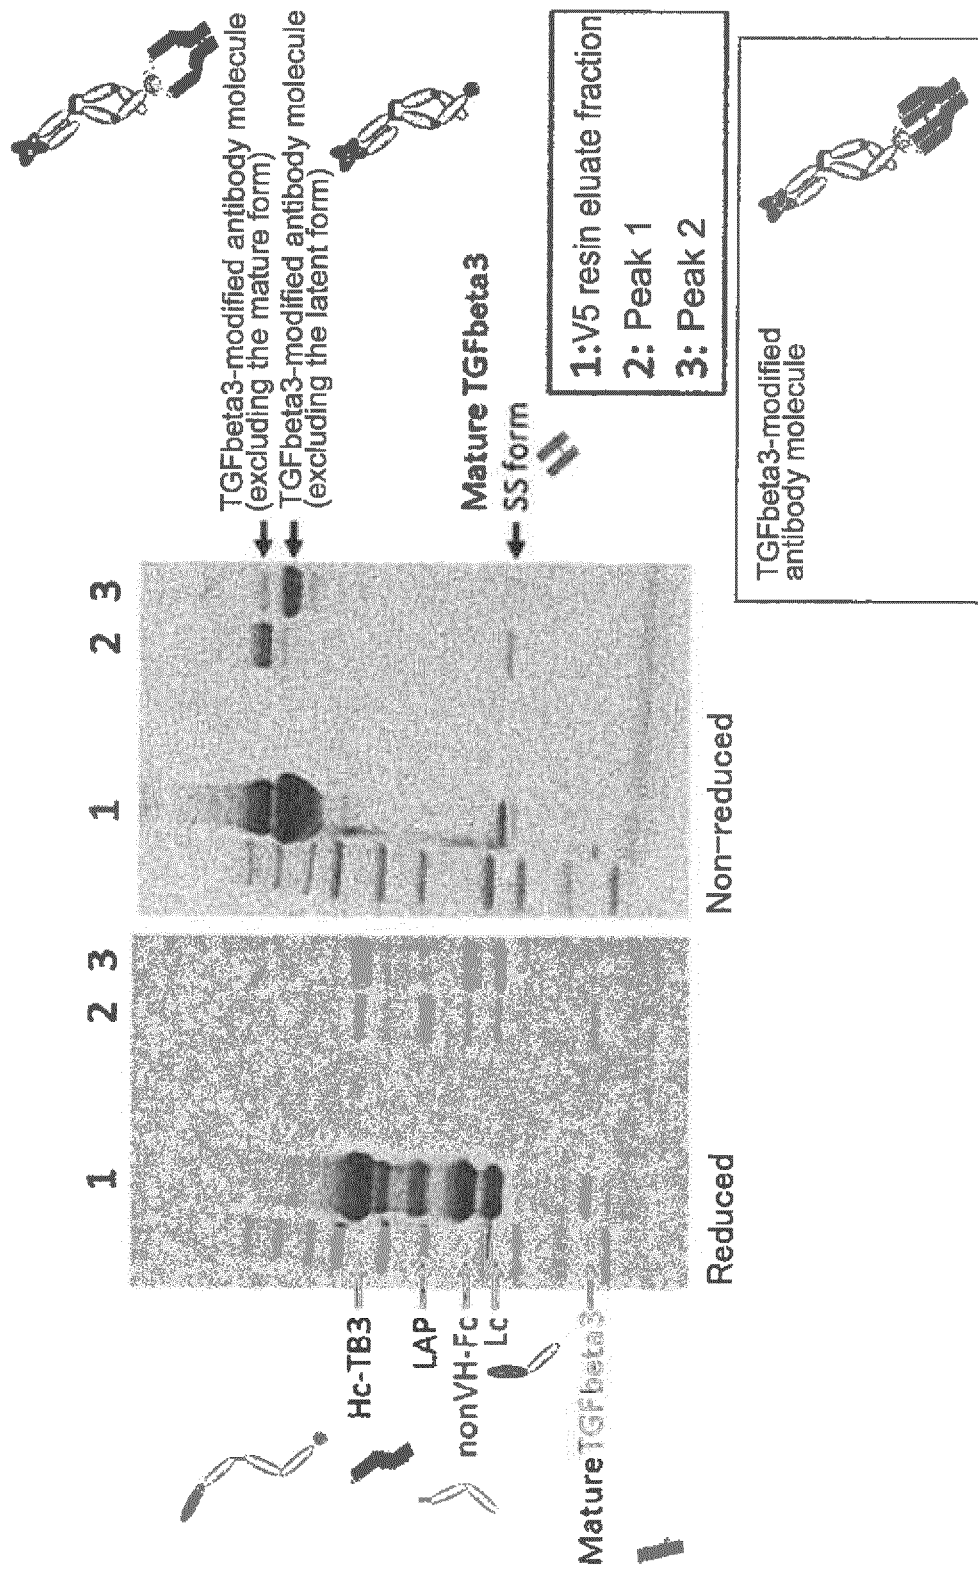 TGFbeta3-modified antibody molecule
(excluding the mature form)
TGFbeta3-modified antibody molecule
(excluding the latent form)
Mature TGFbeta3
SS form
1:V5 resin eluate fraction
2: Peak 1
3: Peak 2
TGFbeta3-modified
antibody molecule
1 2 3
1 2 3
Hc-TB3
LAP
nonVH-Fc
Lc
Mature TGFbeta3
Reduced
Non-reduced